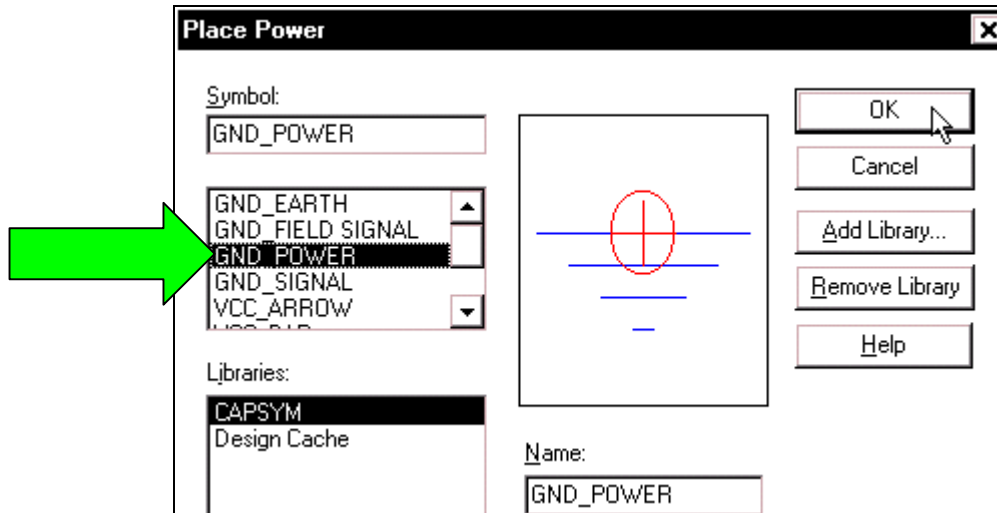 Place Power
Symbol:
GND_POWER
GND_EARTH
GND_FIELD SIGNAL
GND_POWER
GND_SIGNAL
VCC_ARROW
Libraries:
CAPSYM
Design Cache
Name:
GND_POWER
OK
Cancel
Add Library...
Remove Library
Help